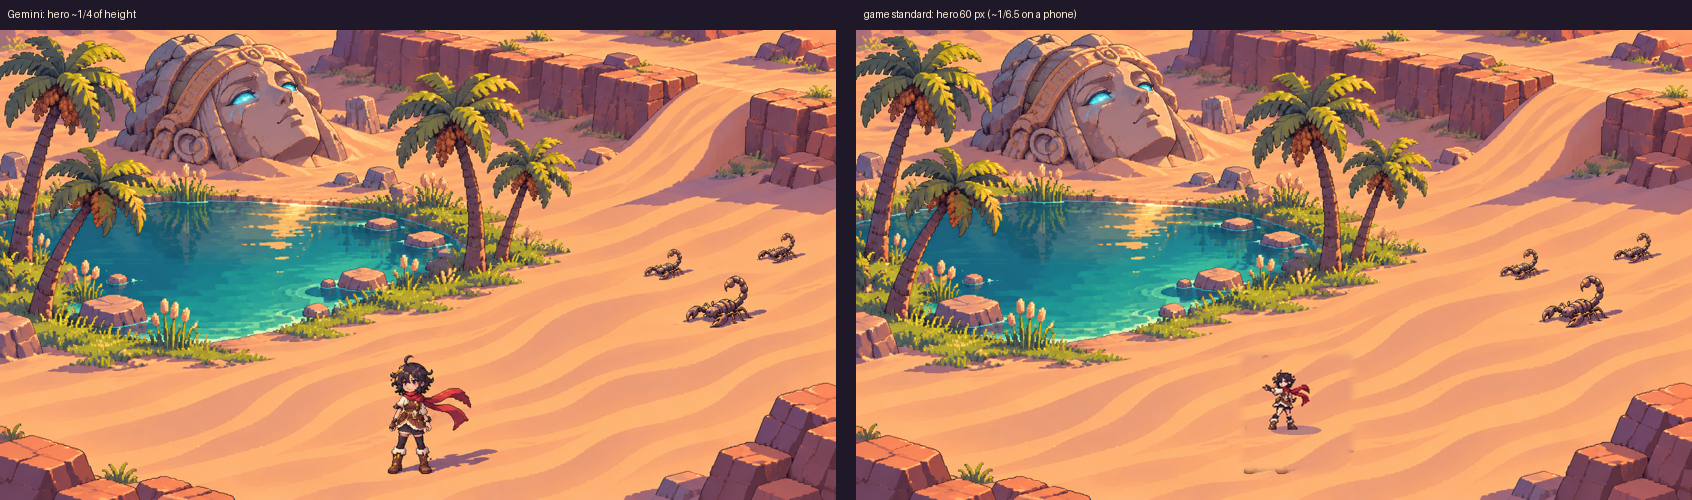 Gemini: hero ~1/4 of height
game standard: hero 60 px (~1/6.5 on a phone)